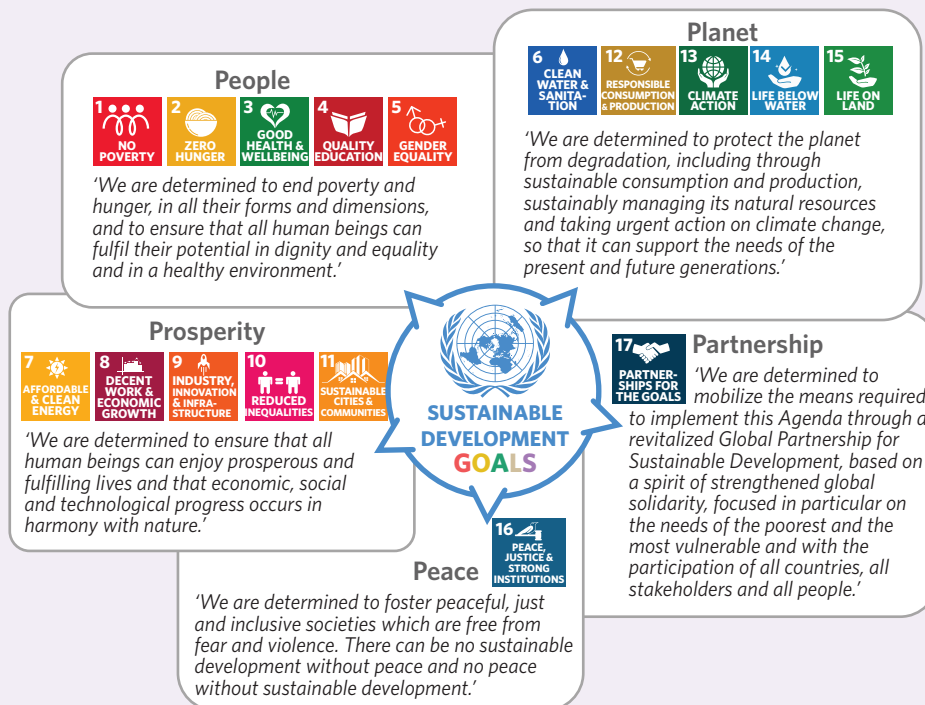 People
1
NO
POVERTY
2
ZERO
HUNGER
3
GOOD
HEALTH &
WELLBEING
4
QUALITY
EDUCATION
5
GENDER
EQUALITY
‘We are determined to end poverty and
hunger, in all their forms and dimensions,
and to ensure that all human beings can
fulfil their potential in dignity and equality
and in a healthy environment.’
Planet
6
CLEAN
WATER &
SANITA-
TION
12
RESPONSIBLE
CONSUMPTION
& PRODUCTION
13
CLIMATE
ACTION
14
LIFE BELOW
WATER
15
LIFE ON
LAND
‘We are determined to protect the planet
from degradation, including through
sustainable consumption and production,
sustainably managing its natural resources
and taking urgent action on climate change,
so that it can support the needs of the
present and future generations.’
Prosperity
7
AFFORDABLE
& CLEAN
ENERGY
8
DECENT
WORK &
ECONOMIC
GROWTH
9
INDUSTRY,
INNOVATION
& INFRA-
STRUCTURE
10
REDUCED
INEQUALITIES
11
SUSTAINABLE
CITIES &
COMMUNITIES
‘We are determined to ensure that all
human beings can enjoy prosperous and
fulfilling lives and that economic, social
and technological progress occurs in
harmony with nature.’
SUSTAINABLE
DEVELOPMENT
GOALS
17
PARTNER-
SHIPS FOR
THE GOALS
Partnership
‘We are determined to
mobilize the means required
to implement this Agenda through a
revitalized Global Partnership for
Sustainable Development, based on
a spirit of strengthened global
solidarity, focused in particular on
the needs of the poorest and the
most vulnerable and with the
participation of all countries, all
stakeholders and all people.’
Peace
16
PEACE,
JUSTICE &
STRONG
INSTITUTIONS
‘We are determined to foster peaceful, just
and inclusive societies which are free from
fear and violence. There can be no sustainable
development without peace and no peace
without sustainable development.’